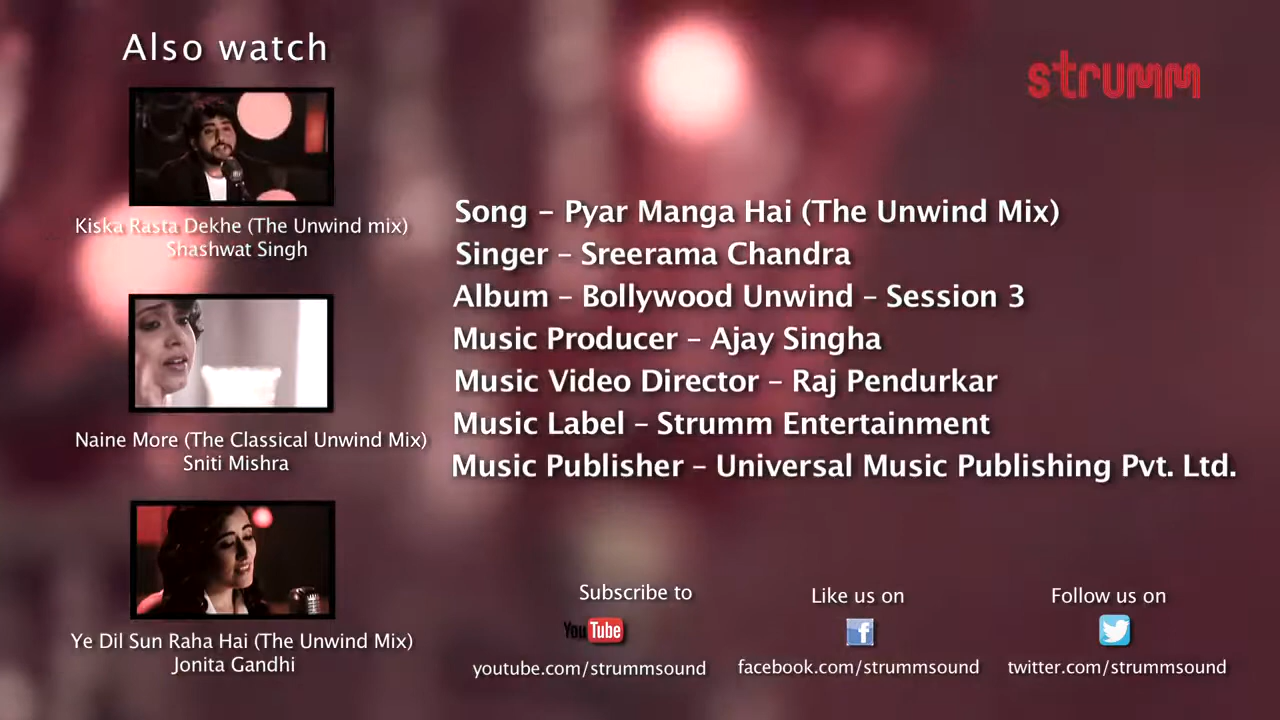 Also watch
strumm
Kiska Rasta Dekhe (The Unwind mix)
Shashwat Singh
Naine More (The Classical Unwind Mix)
Sniti Mishra
Ye Dil Sun Raha Hai (The Unwind Mix)
Jonita Gandhi
Song – Pyar Manga Hai (The Unwind Mix)
Singer – Sreerama Chandra
Album – Bollywood Unwind – Session 3
Music Producer – Ajay Singha
Music Video Director – Raj Pendurkar
Music Label – Strumm Entertainment
Music Publisher – Universal Music Publishing Pvt. Ltd.
Subscribe to
YouTube
youtube.com/strummsound
Like us on
f
facebook.com/strummsound
Follow us on
twitter.com/strummsound